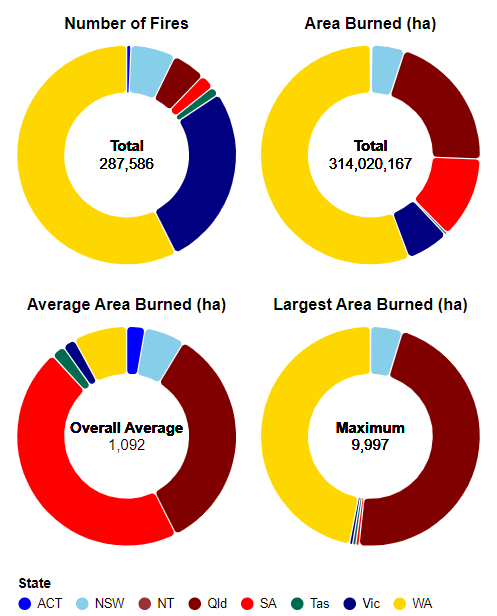 Number of Fires
Area Burned (ha)
Total
287,586
Total
314,020,167
Average Area Burned (ha)
Largest Area Burned (ha)
Overall Average
1,092
Maximum
9,997
State
ACT NSW NT Qld SA Tas Vic WA